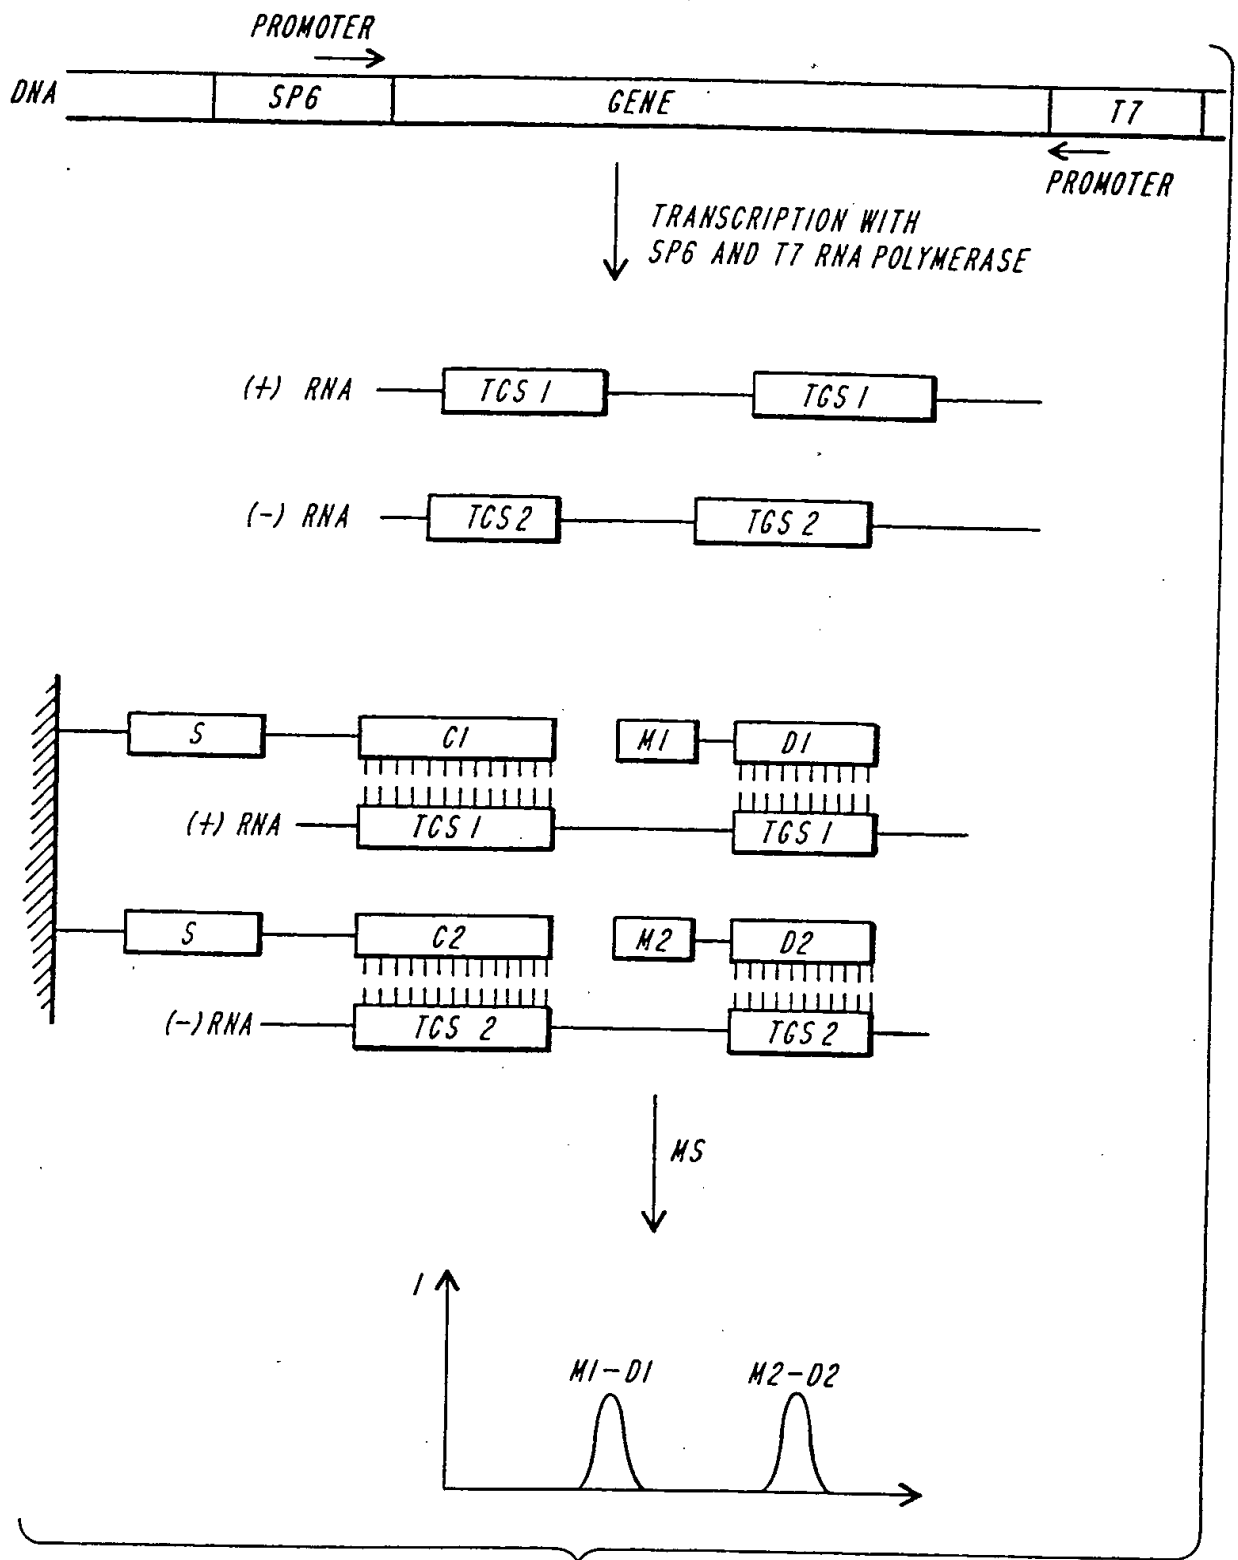 PROMOTER
DNA SP6 GENE T7
PROMOTER
TRANSCRIPTION WITH
SP6 AND T7 RNA POLYMERASE
(+) RNA TCS 1 TGS 1
(-) RNA TCS 2 TGS 2
S C1 M1 D1
(+) RNA TCS 1 TGS 1
S C2 M2 D2
(-) RNA TCS 2 TGS 2
MS
I
M1-D1 M2-D2